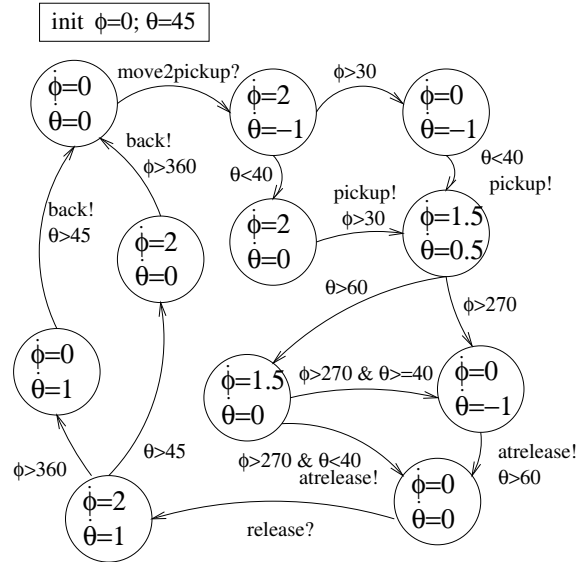 init ϕ=0; θ=45
ϕ̇=0
θ̇=0
move2pickup?
ϕ̇=2
θ̇=−1
ϕ>30
ϕ̇=0
θ̇=−1
back!
ϕ>360
θ<40
θ<40
pickup!
pickup!
ϕ>30
ϕ̇=2
θ̇=0
ϕ̇=1.5
θ̇=0.5
back!
θ>45
ϕ̇=2
θ̇=0
θ>60
ϕ>270
ϕ̇=0
θ̇=1
ϕ̇=1.5
θ̇=0
ϕ>270 & θ>=40
ϕ̇=0
θ̇=−1
ϕ>360
θ>45
ϕ>270 & θ<40
atrelease!
atrelease!
θ>60
ϕ̇=2
θ̇=1
release?
ϕ̇=0
θ̇=0